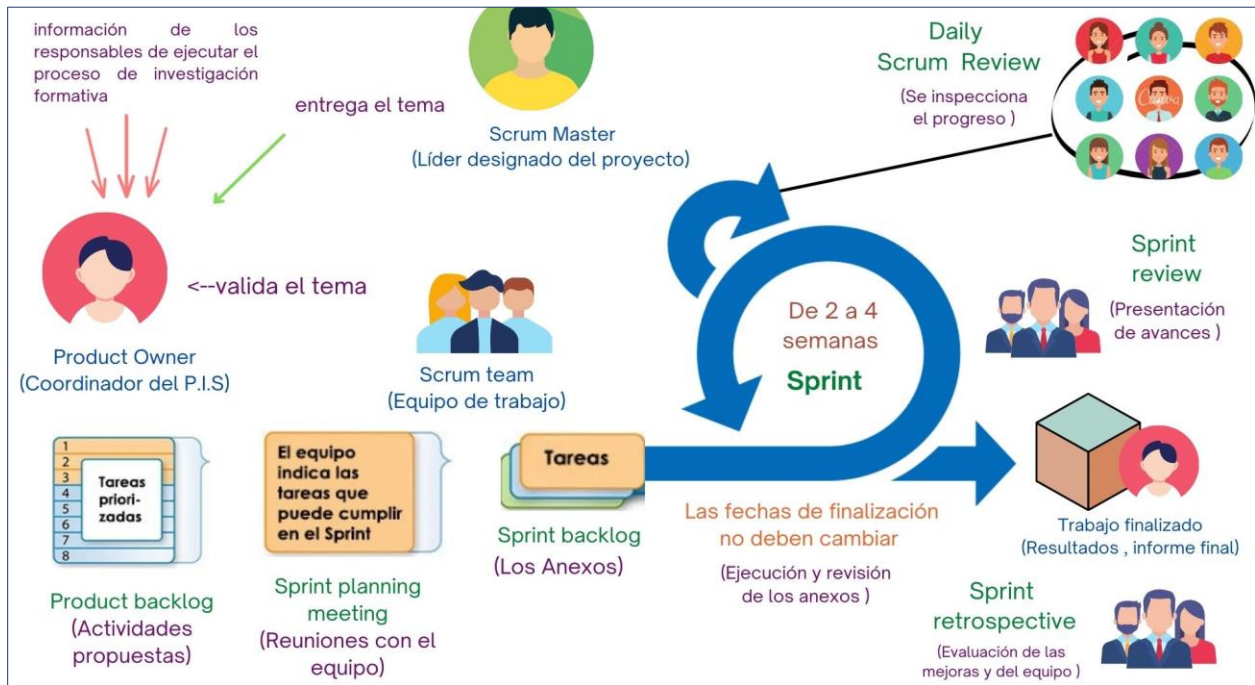 información de los
responsables de ejecutar el
proceso de investigación
formativa
entrega el tema
Scrum Master
(Líder designado del proyecto)
Daily
Scrum Review
(Se inspecciona
el progreso )
Canva
<--valida el tema
Product Owner
(Coordinador del P.I.S)
Scrum team
(Equipo de trabajo)
De 2 a 4
semanas
Sprint
Sprint
review
(Presentación
de avances )
1
2
3
4
5
6
7
8
Tareas
priori-
zadas
Product backlog
(Actividades
propuestas)
El equipo
indica las
tareas que
puede cumplir
en el Sprint
Sprint planning
meeting
(Reuniones con el
equipo)
Tareas
Sprint backlog
(Los Anexos)
Las fechas de finalización
no deben cambiar
(Ejecución y revisión
de los anexos )
Trabajo finalizado
(Resultados , informe final)
Sprint
retrospective
(Evaluación de las
mejoras y del equipo )